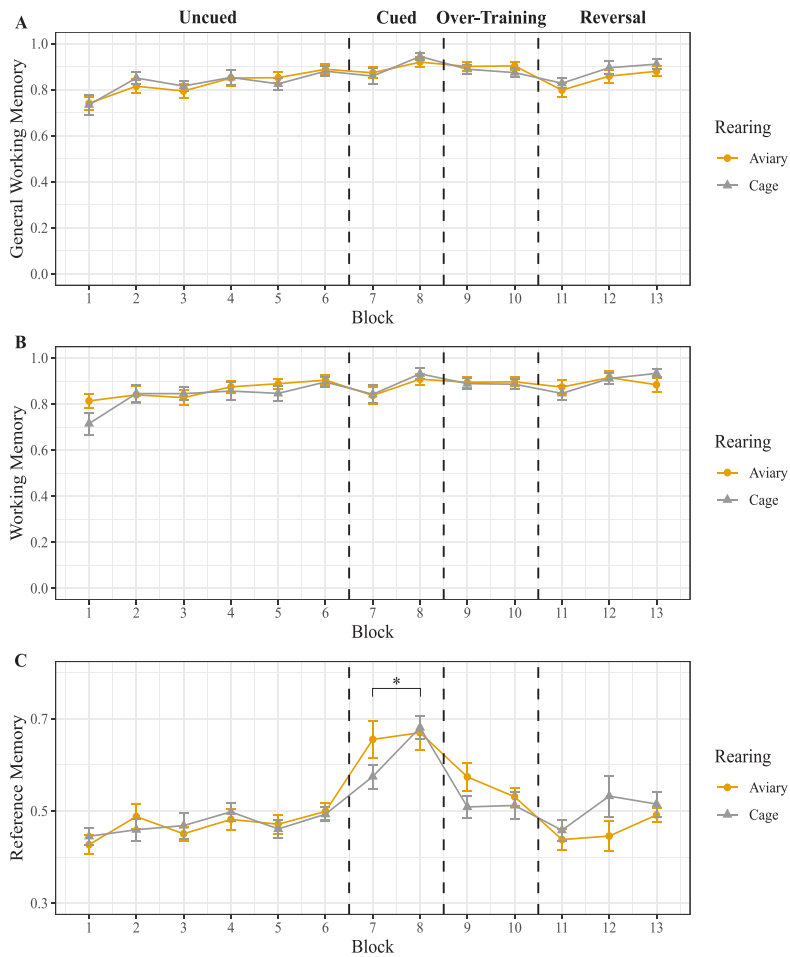 A
Uncued Cued Over-Training Reversal
General Working Memory
1.0
0.8
0.6
0.4
0.2
0.0
1 2 3 4 5 6 7 8 9 10 11 12 13
Block
Rearing
Aviary
Cage
B
Working Memory
1.0
0.8
0.6
0.4
0.2
0.0
1 2 3 4 5 6 7 8 9 10 11 12 13
Block
Rearing
Aviary
Cage
C
Reference Memory
0.7
0.5
0.3
*
1 2 3 4 5 6 7 8 9 10 11 12 13
Block
Rearing
Aviary
Cage